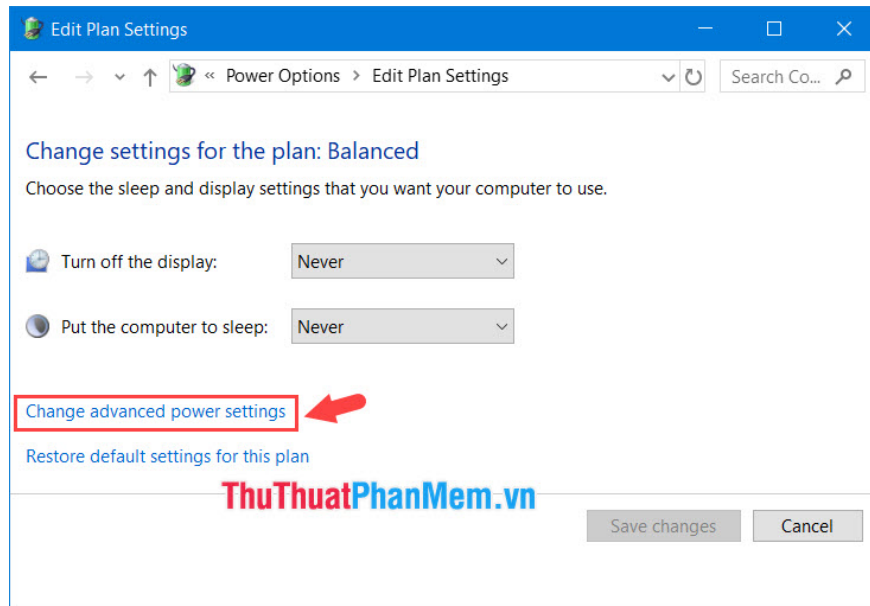 Edit Plan Settings
« Power Options > Edit Plan Settings
Search Co...
Change settings for the plan: Balanced
Choose the sleep and display settings that you want your computer to use.
Turn off the display: Never
Put the computer to sleep: Never
Change advanced power settings
Restore default settings for this plan
ThuThuatPhanMem.vn
Save changes Cancel